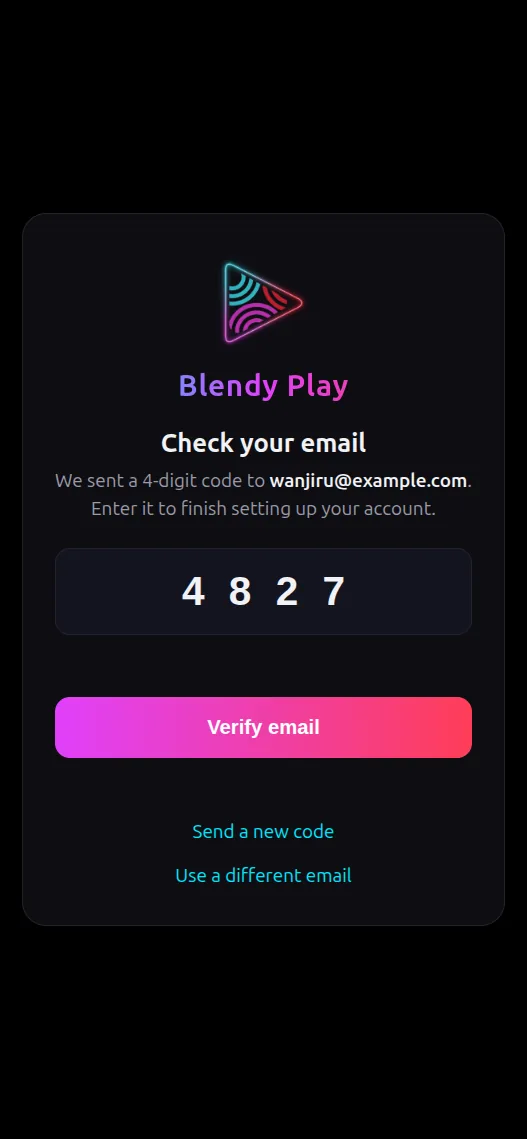 Blendy Play
Check your email
We sent a 4-digit code to wanjiru@example.com.
Enter it to finish setting up your account.
4 8 2 7
Verify email
Send a new code
Use a different email